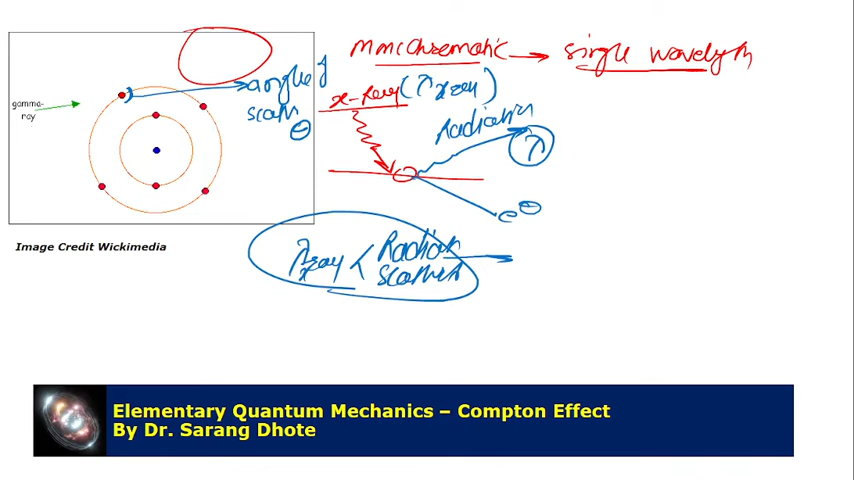 monochromatic → single wavelength
angle of
x-ray (λ xray)
gamma-
ray
scatt
Radiation
λ
e
Image Credit Wickimedia
λ xray < Radiation
scatter
Elementary Quantum Mechanics – Compton Effect
By Dr. Sarang Dhote